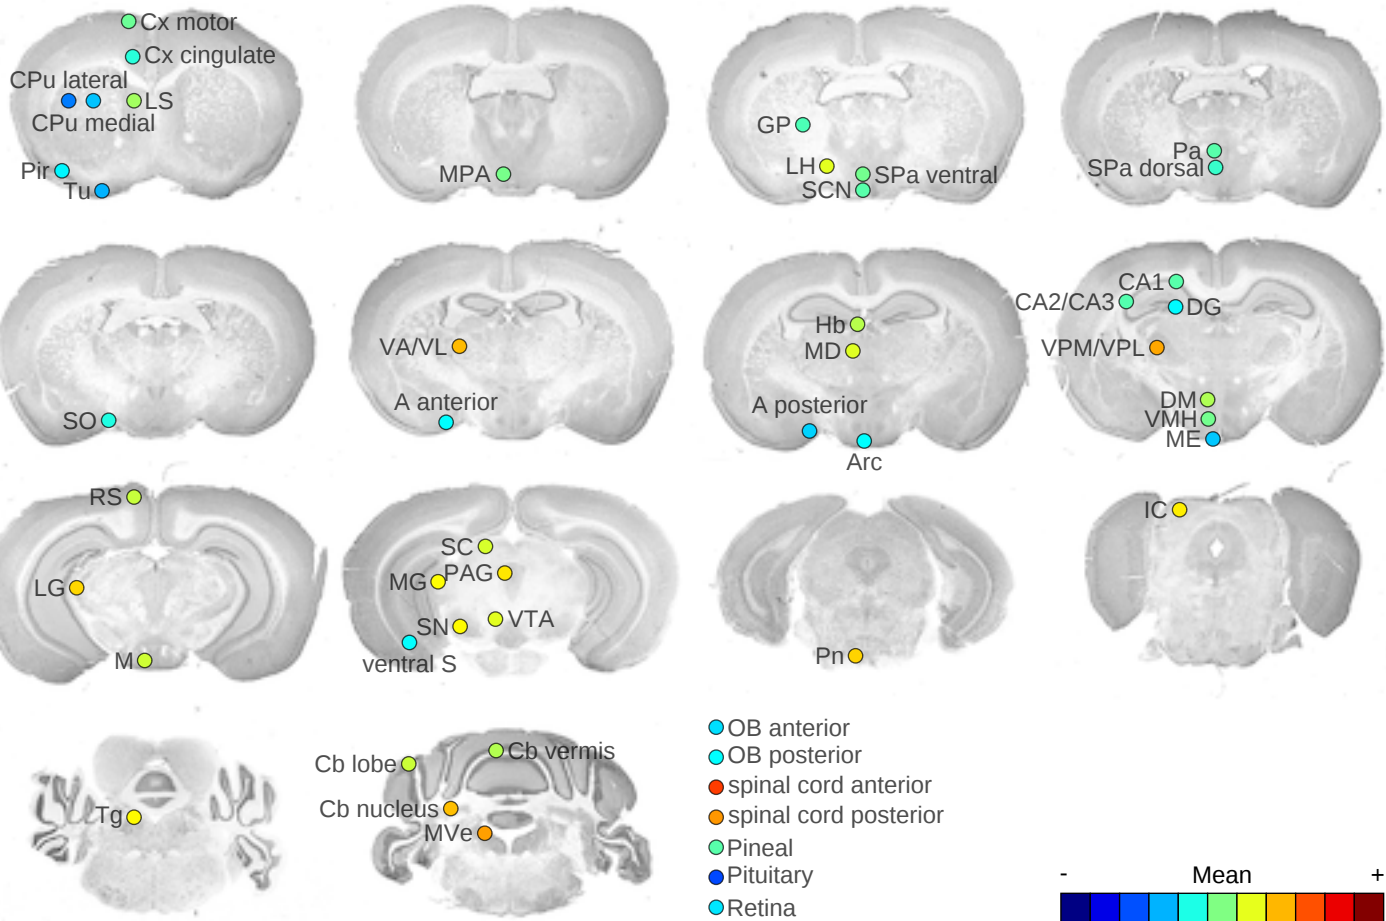 Cx motor
Cx cingulate
CPu lateral
LS
CPu medial
Pir
Tu
MPA
GP
LH
SPa ventral
SCN
Pa
SPa dorsal
SO
VA/VL
A anterior
Hb
MD
A posterior
Arc
CA1
CA2/CA3
DG
VPM/VPL
DM
VMH
ME
RS
LG
M
SC
MG
PAG
SN
VTA
ventral S
Pn
IC
Tg
Cb lobe
Cb vermis
Cb nucleus
MVe
OB anterior
OB posterior
spinal cord anterior
spinal cord posterior
Pineal
Pituitary
Retina
- Mean +